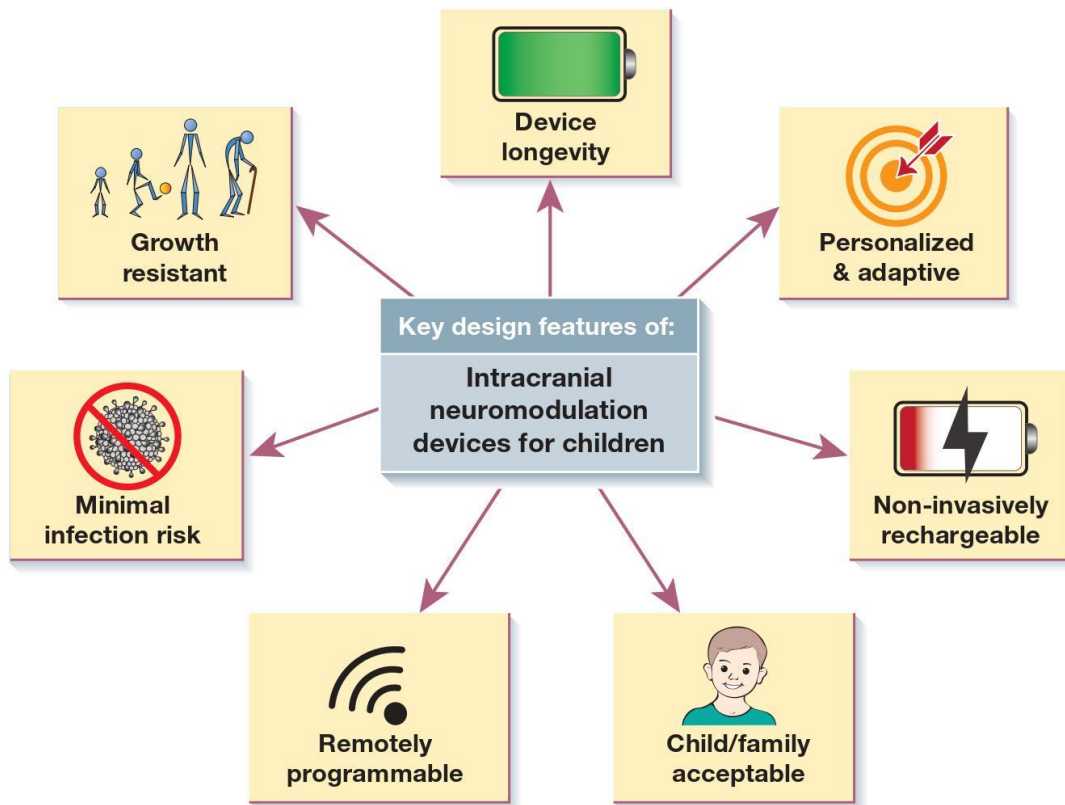 Device
longevity
Growth
resistant
Personalized
& adaptive
Key design features of:
Intracranial
neuromodulation
devices for children
Minimal
infection risk
Non-invasively
rechargeable
Remotely
programmable
Child/family
acceptable